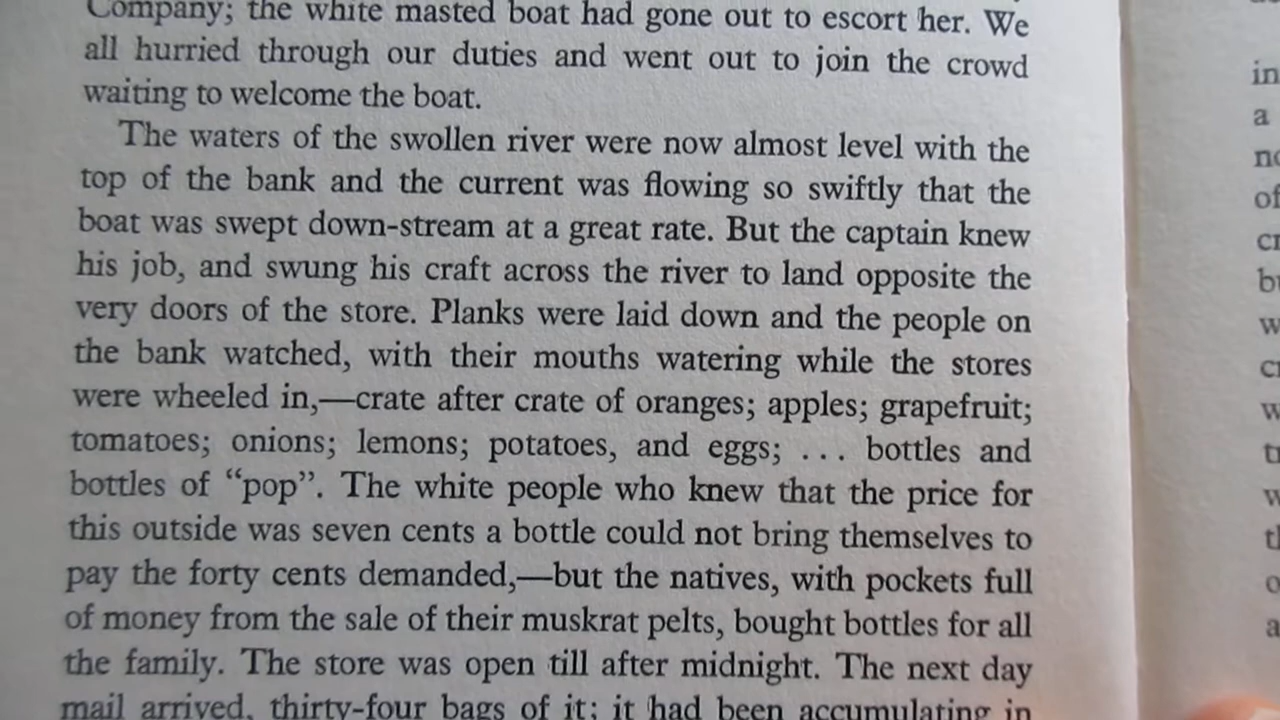 Company; the white masted boat had gone out to escort her. We
all hurried through our duties and went out to join the crowd
waiting to welcome the boat.
The waters of the swollen river were now almost level with the
top of the bank and the current was flowing so swiftly that the
boat was swept down-stream at a great rate. But the captain knew
his job, and swung his craft across the river to land opposite the
very doors of the store. Planks were laid down and the people on
the bank watched, with their mouths watering while the stores
were wheeled in,—crate after crate of oranges; apples; grapefruit;
tomatoes; onions; lemons; potatoes, and eggs; . . . bottles and
bottles of “pop”. The white people who knew that the price for
this outside was seven cents a bottle could not bring themselves to
pay the forty cents demanded,—but the natives, with pockets full
of money from the sale of their muskrat pelts, bought bottles for all
the family. The store was open till after midnight. The next day
mail arrived, thirty-four bags of it; it had been accumulating in
in
a
of